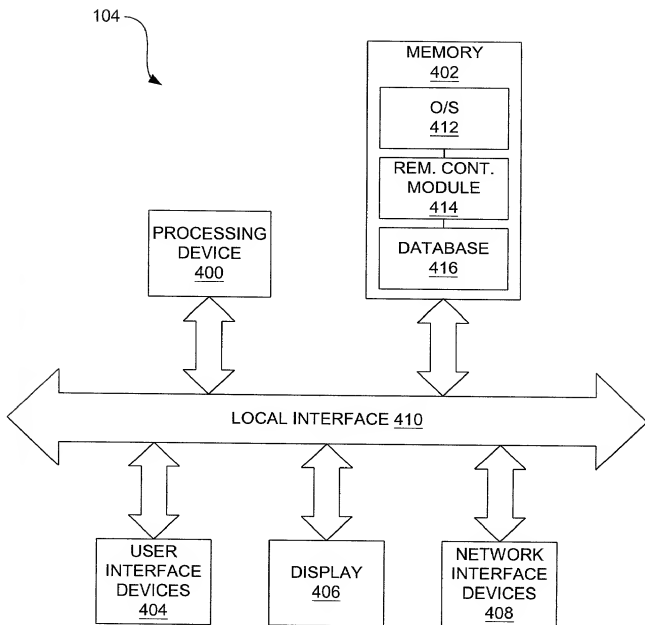 104
MEMORY
402
O/S
412
REM. CONT.
MODULE
414
DATABASE
416
PROCESSING
DEVICE
400
LOCAL INTERFACE 410
USER
INTERFACE
DEVICES
404
DISPLAY
406
NETWORK
INTERFACE
DEVICES
408